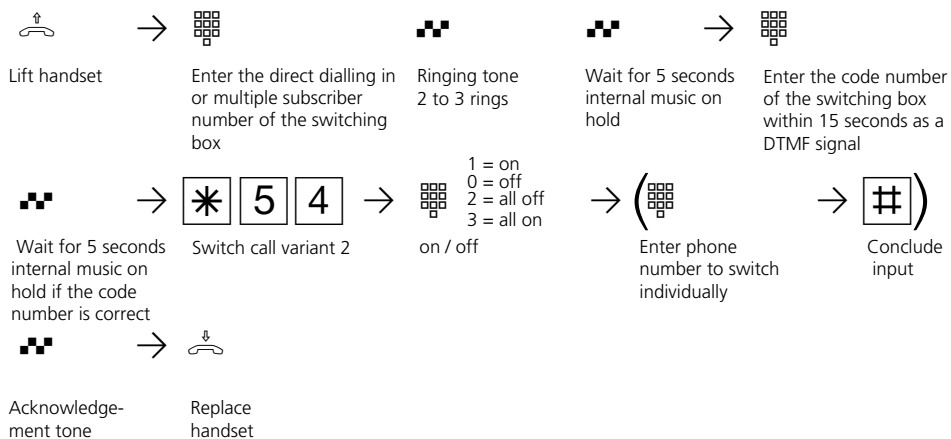 Lift handset
Enter the direct dialling in
or multiple subscriber
number of the switching
box
Ringing tone
2 to 3 rings
Wait for 5 seconds
internal music on
hold
Enter the code number
of the switching box
within 15 seconds as a
DTMF signal
Wait for 5 seconds
internal music on
hold if the code
number is correct
* 5 4
Switch call variant 2
1 = on
0 = off
2 = all off
3 = all on
on / off
(
Enter phone
number to switch
individually
# )
Conclude
input
Acknowledge-
ment tone
Replace
handset